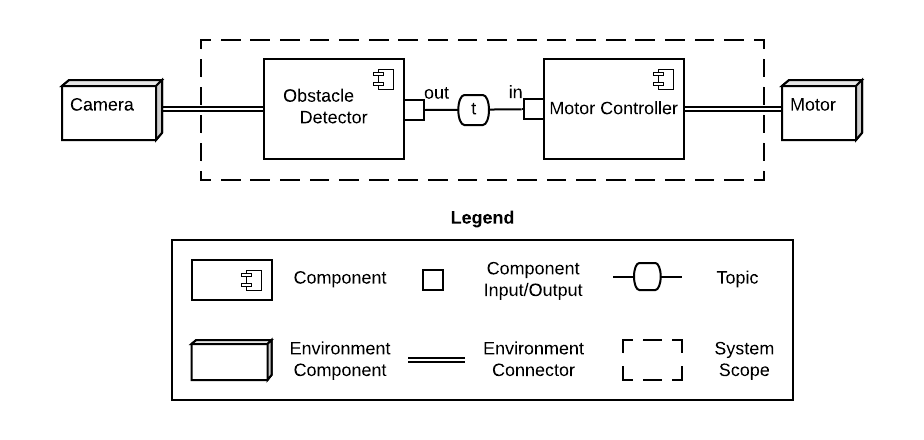 Camera
Obstacle
Detector
out
t
in
Motor Controller
Motor
Legend
Component
Component
Input/Output
Topic
Environment
Component
Environment
Connector
System
Scope